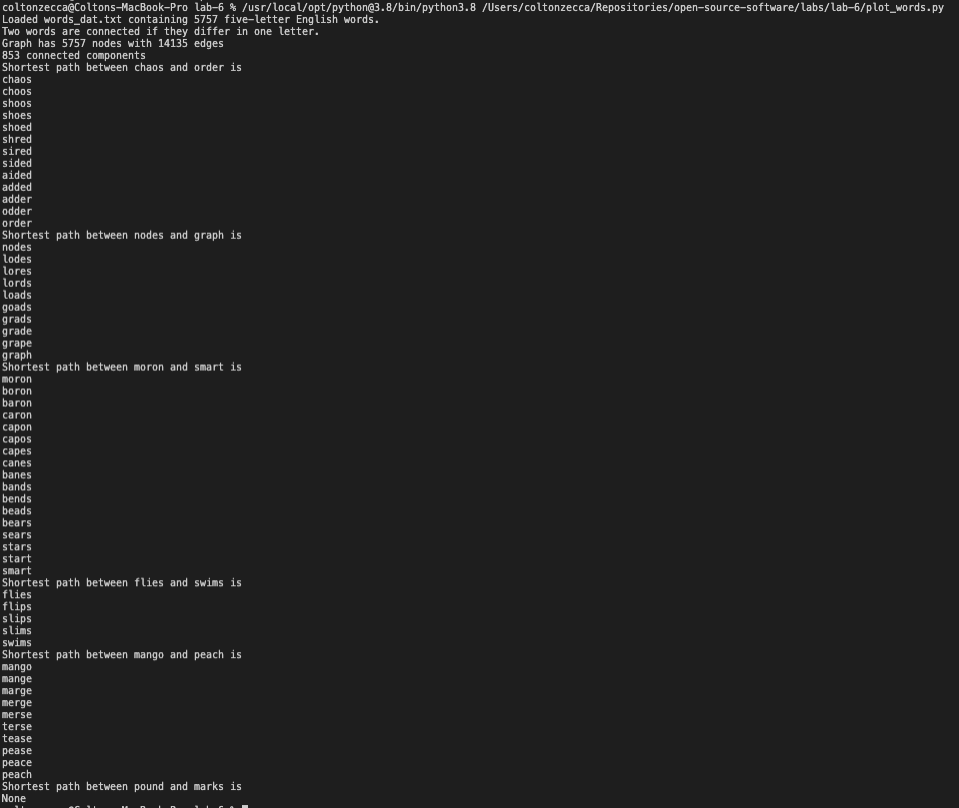 coltonzecca@Coltons-MacBook-Pro lab-6 % /usr/local/opt/python@3.8/bin/python3.8 /Users/coltonzecca/Repositories/open-source-software/labs/lab-6/plot_words.py
Loaded words_dat.txt containing 5757 five-letter English words.
Two words are connected if they differ in one letter.
Graph has 5757 nodes with 14135 edges
853 connected components
Shortest path between chaos and order is
chaos
choos
shoos
shoes
shoed
shred
sired
sided
aided
added
adder
odder
order
Shortest path between nodes and graph is
nodes
lodes
lores
lords
loads
goads
grads
grade
grape
graph
Shortest path between moron and smart is
moron
boron
baron
caron
capon
capos
capes
canes
banes
bands
bends
beads
bears
sears
stars
start
smart
Shortest path between flies and swims is
flies
flips
slips
slims
swims
Shortest path between mango and peach is
mango
mange
marge
merge
merse
terse
tease
pease
peace
peach
Shortest path between pound and marks is
None